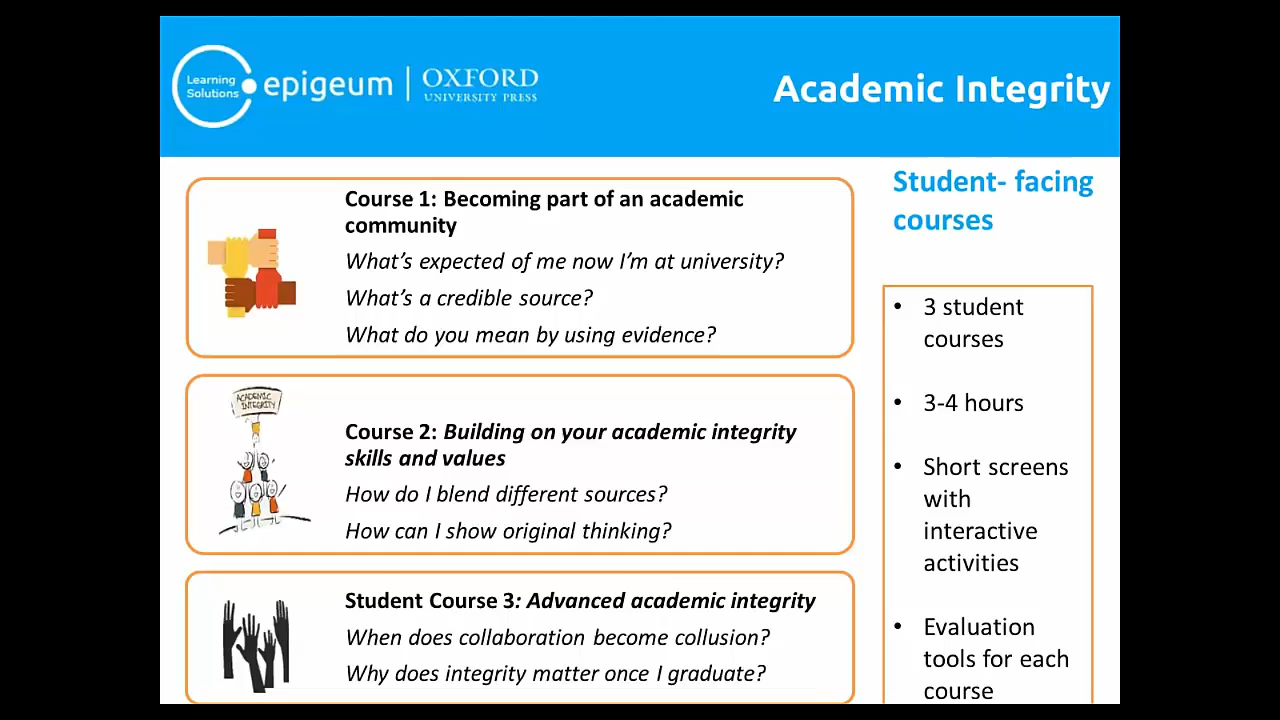 Learning
Solutions
epigeum
OXFORD
UNIVERSITY PRESS
Academic Integrity
Course 1: Becoming part of an academic
community
What's expected of me now I'm at university?
What's a credible source?
What do you mean by using evidence?
ACADEMIC
INTEGRITY
Course 2: Building on your academic integrity
skills and values
How do I blend different sources?
How can I show original thinking?
Student Course 3: Advanced academic integrity
When does collaboration become collusion?
Why does integrity matter once I graduate?
Student- facing
courses
• 3 student
courses
• 3-4 hours
• Short screens
with
interactive
activities
• Evaluation
tools for each
course